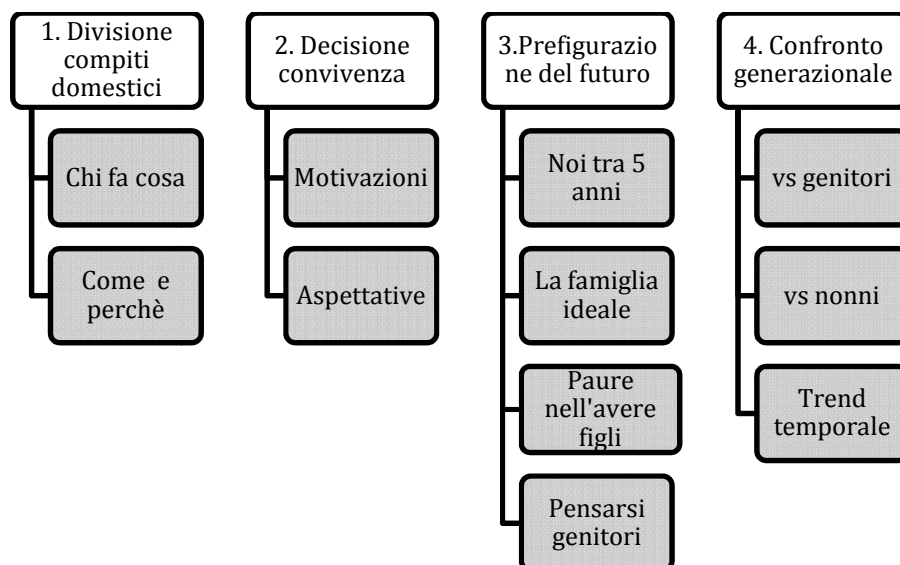 1. Divisione
compiti
domestici
Chi fa cosa
Come e
perchè
2. Decisione
convivenza
Motivazioni
Aspettative
3.Prefigurazio
ne del futuro
Noi tra 5
anni
La famiglia
ideale
Paure
nell'avere
figli
Pensarsi
genitori
4. Confronto
generazionale
vs genitori
vs nonni
Trend
temporale